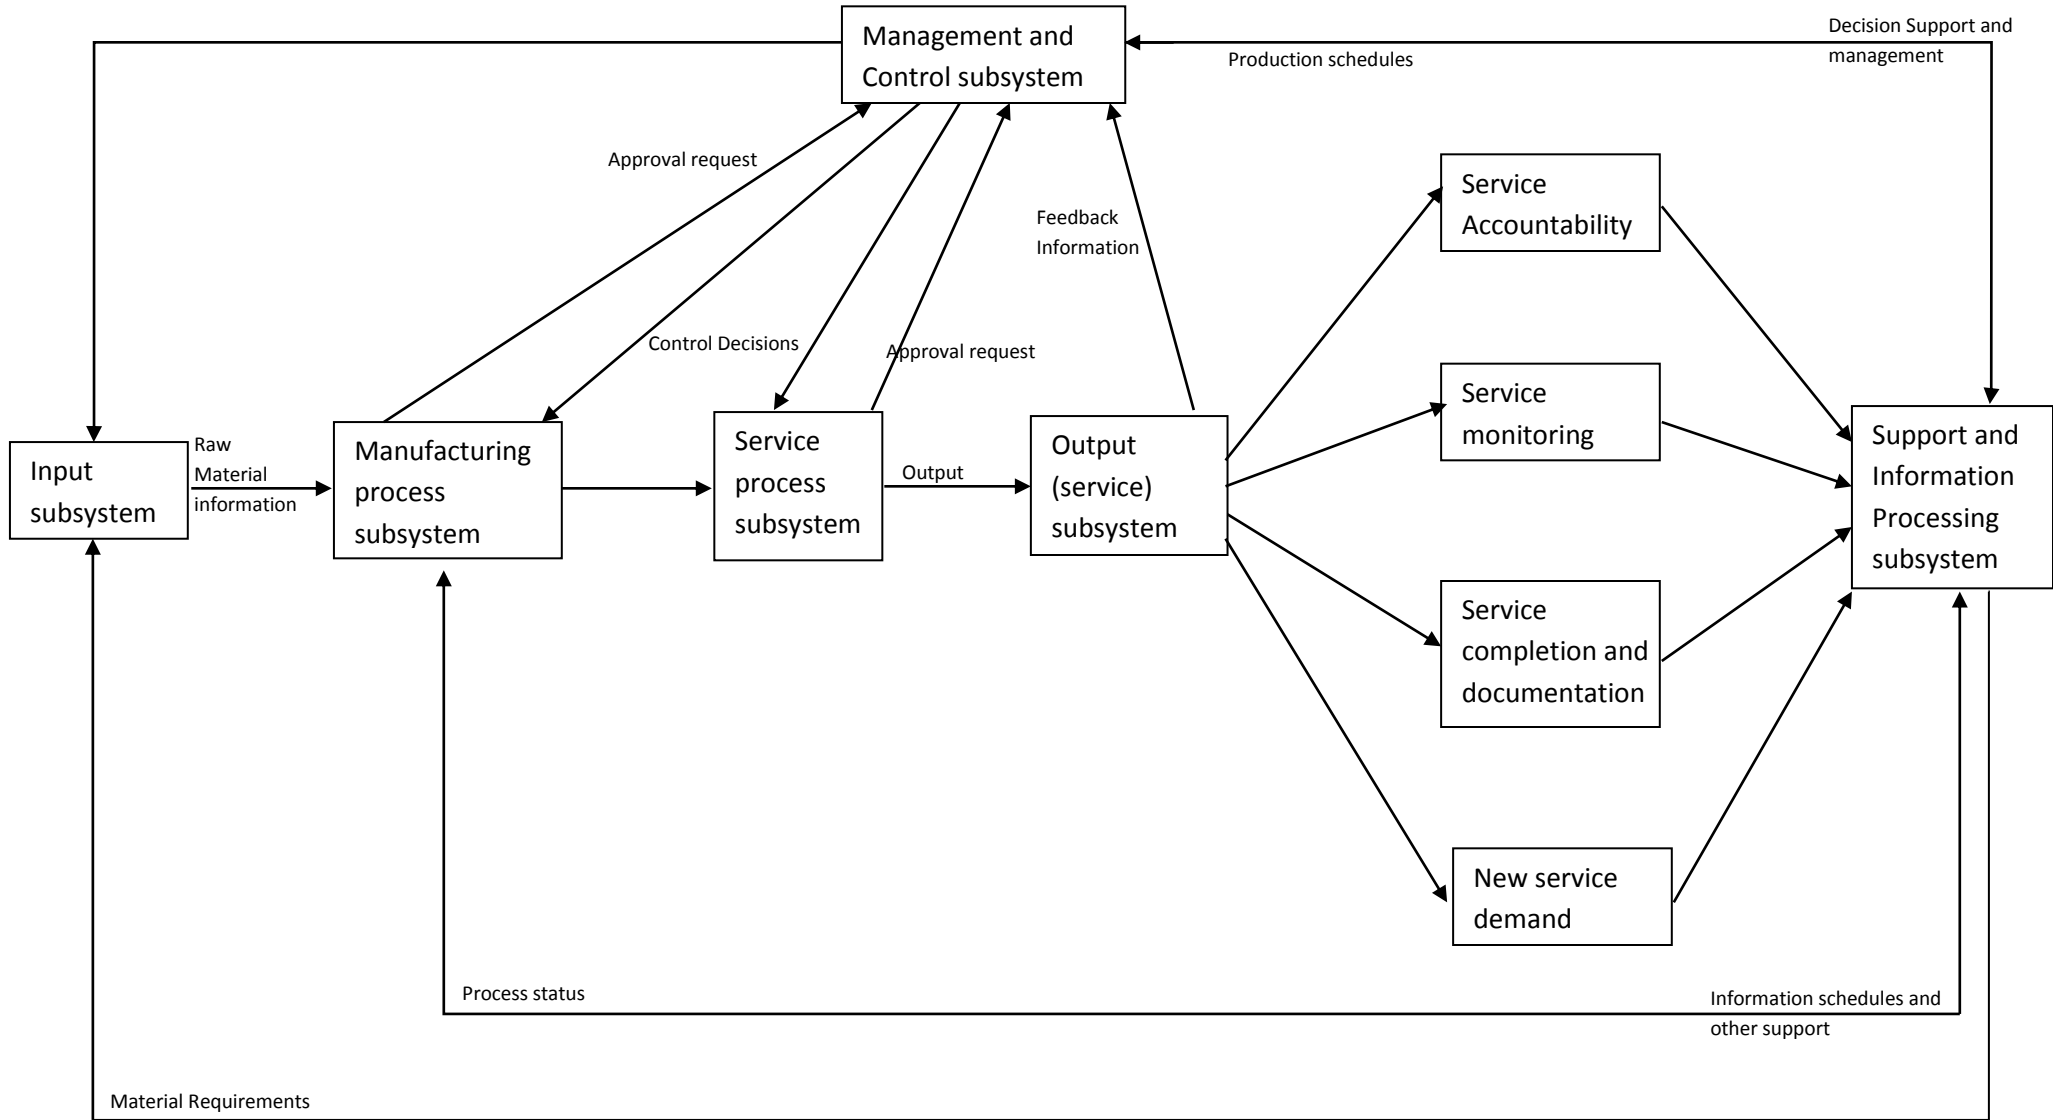 Management and
Control subsystem
Decision Support and
management
Production schedules
Approval request
Service
Accountability
Feedback
Information
Control Decisions
Approval request
Service
monitoring
Input
subsystem
Raw
Material
information
Manufacturing
process
subsystem
Service
process
subsystem
Output
Output
(service)
subsystem
Support and
Information
Processing
subsystem
Service
completion and
documentation
New service
demand
Process status
Information schedules and
other support
Material Requirements